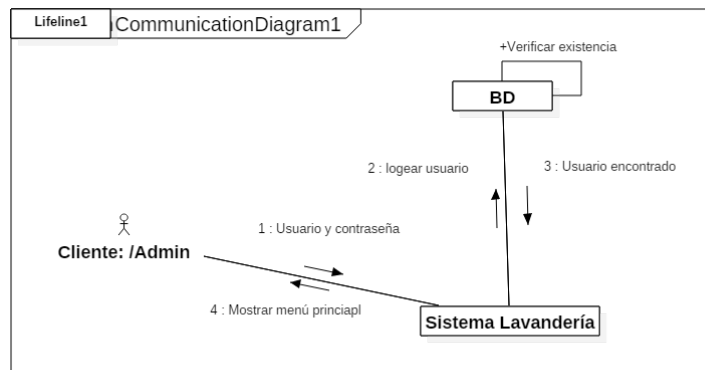 Lifeline1
CommunicationDiagram1
+Verificar existencia
BD
2 : logear usuario
3 : Usuario encontrado
1 : Usuario y contraseña
Cliente: /Admin
4 : Mostrar menú princiapl
Sistema Lavandería